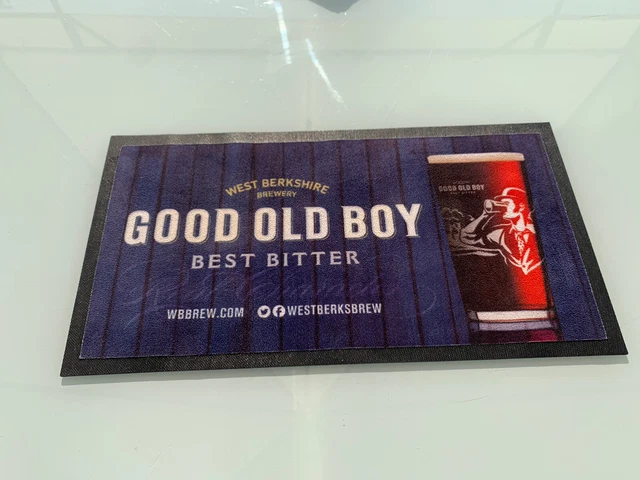 WEST BERKSHIRE
BREWERY
GOOD OLD BOY
BEST BITTER
WBBREW.COM WESTBERKSBREW
GOOD OLD BOY